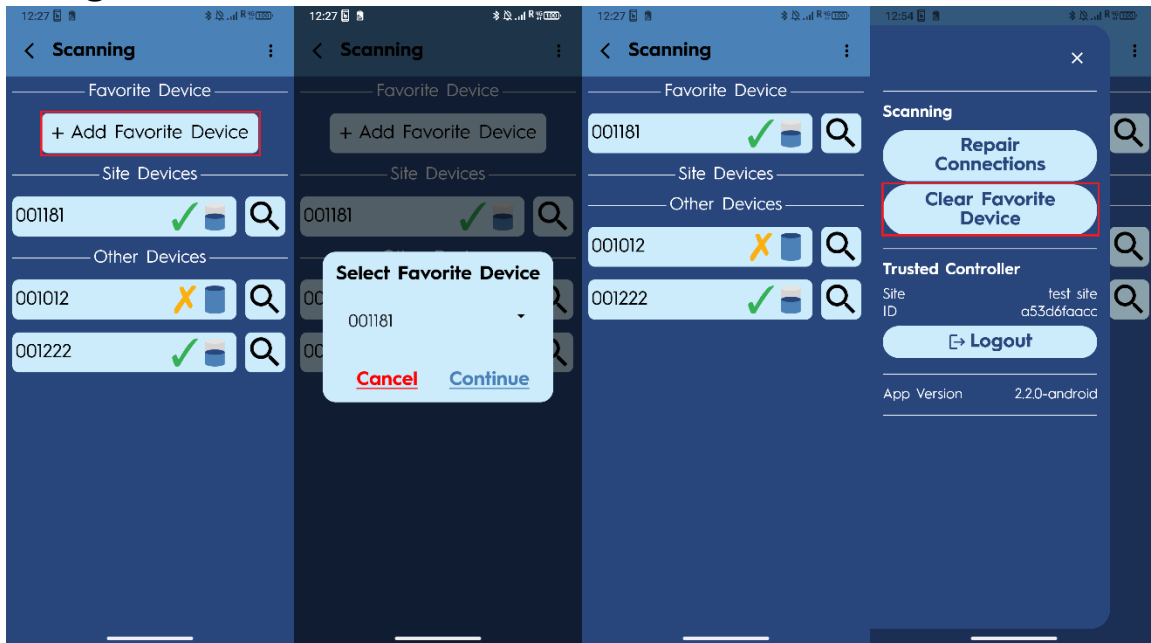 12:27
Scanning
Favorite Device
+ Add Favorite Device
Site Devices
001181
Other Devices
001012
001222
12:27
Scanning
Favorite Device
+ Add Favorite Device
Site Devices
001181
Select Favorite Device
001181
Cancel
Continue
12:27
Scanning
Favorite Device
001181
Site Devices
Other Devices
001012
001222
12:54
Scanning
Repair
Connections
Clear Favorite
Device
Trusted Controller
Site test site
ID a53d6faacc
Logout
App Version 2.2.0-android